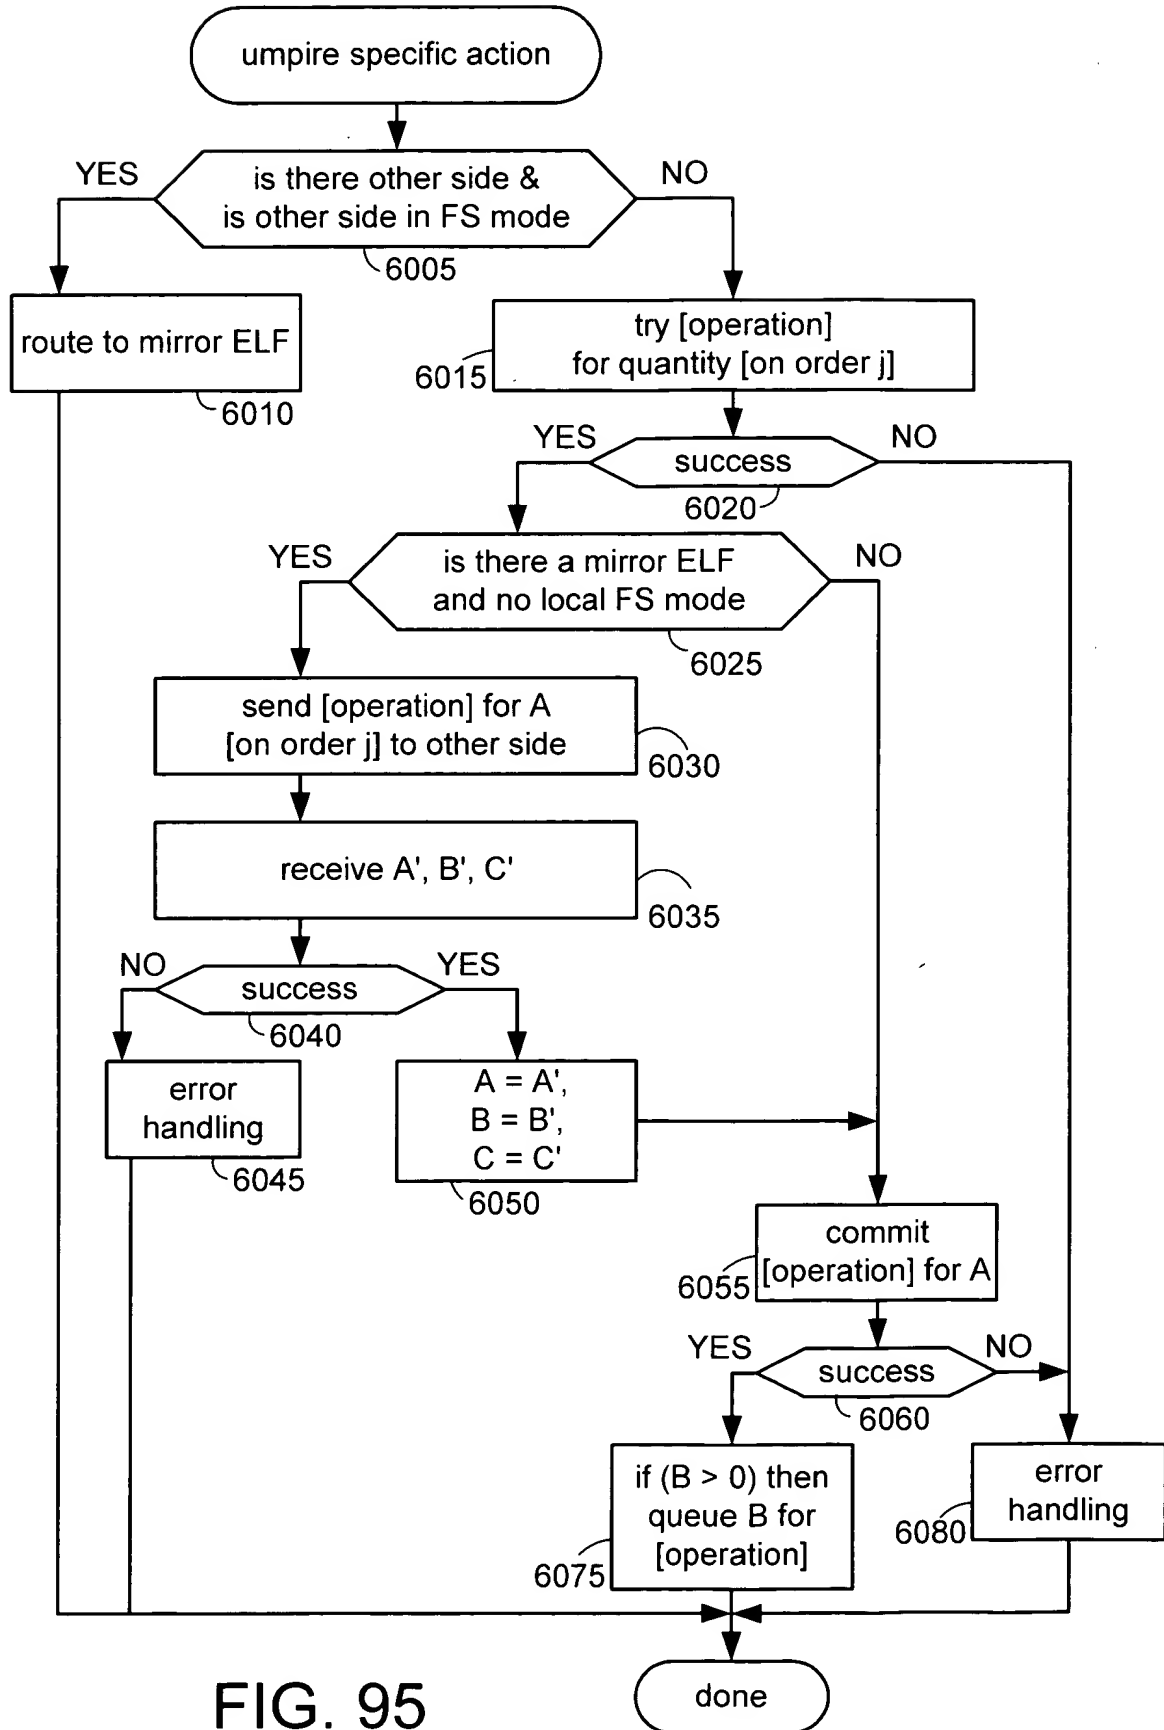 umpire specific action
YES
NO
is there other side &
is other side in FS mode
6005
route to mirror ELF
6010
try [operation]
for quantity [on order j]
6015
YES
NO
success
6020
YES
NO
is there a mirror ELF
and no local FS mode
6025
send [operation] for A
[on order j] to other side
6030
receive A', B', C'
6035
NO
YES
success
6040
error
handling
6045
A = A',
B = B',
C = C'
6050
commit
[operation] for A
6055
YES
NO
success
6060
if (B > 0) then
queue B for
[operation]
6075
error
handling
6080
done
FIG. 95